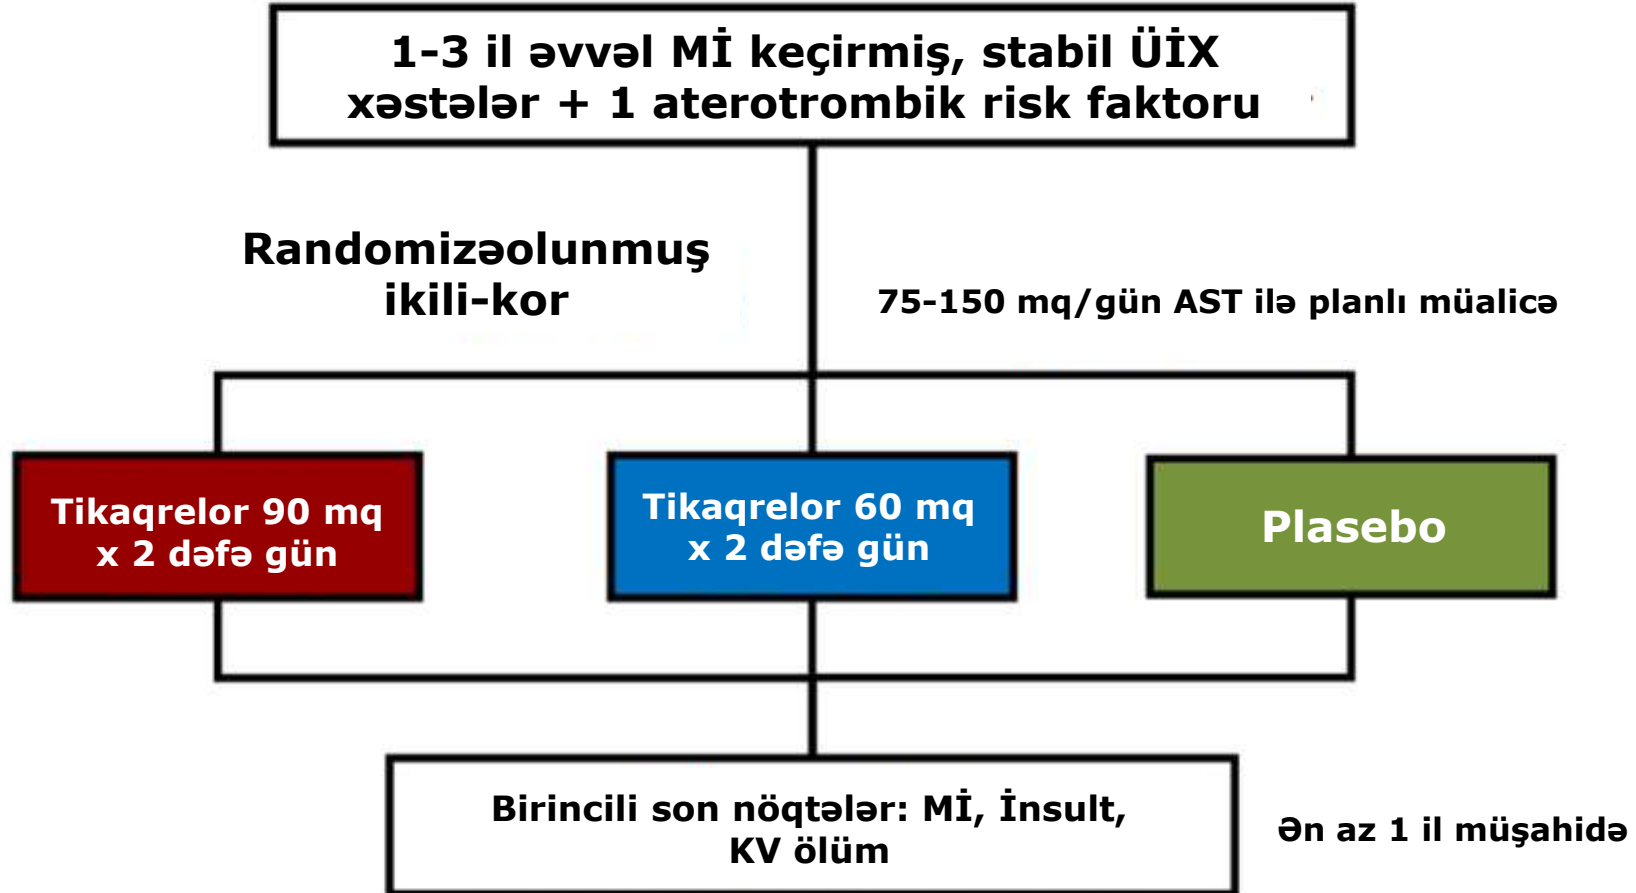 1-3 il əvvəl Mİ keçirmiş, stabil ÜİX
xəstələr + 1 aterotrombik risk faktoru
Randomizəolunmuş
ikili-kor
75-150 mq/gün AST ilə planlı müalicə
Tikaqrelor 90 mq
x 2 dəfə gün
Tikaqrelor 60 mq
x 2 dəfə gün
Plasebo
Birincili son nöqtələr: Mİ, İnsult,
KV ölüm
Ən az 1 il müşahidə